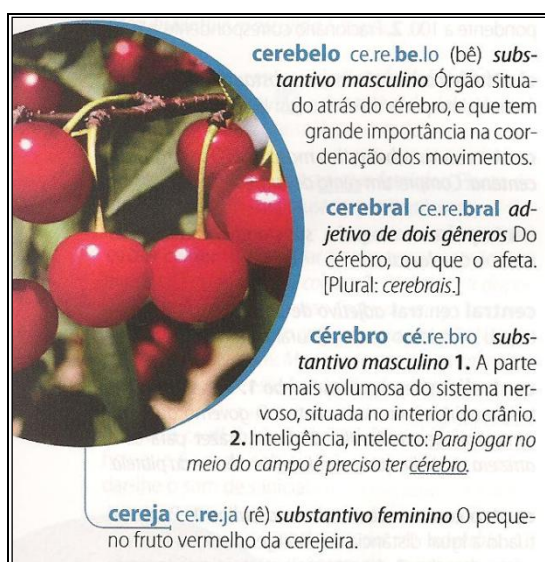 cerebelo ce.re.be.lo (bê) subs-
tantivo masculino Órgão situa-
do atrás do cérebro, e que tem
grande importância na coor-
denação dos movimentos.
cerebral ce.re.bral ad-
jetivo de dois gêneros Do
cérebro, ou que o afeta.
[Plural: cerebrais.]
cérebro cé.re.bro subs-
tantivo masculino 1. A parte
mais volumosa do sistema ner-
voso, situada no interior do crânio.
2. Inteligência, intelecto: Para jogar no
meio do campo é preciso ter cérebro.
cereja ce.re.ja (rê) substantivo feminino O peque-
no fruto vermelho da cerejeira.